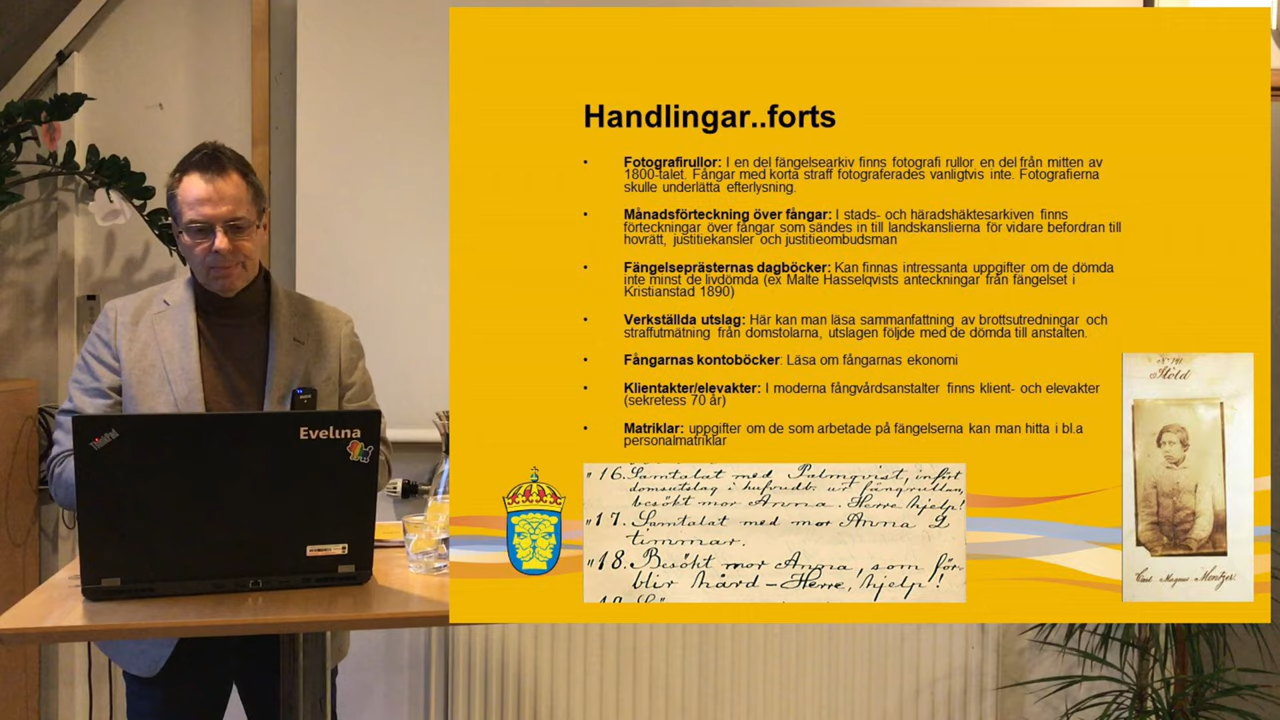 Handlingar..forts
• Fotografirullor: I en del fängelsearkiv finns fotografi rullor en del från mitten av
1800-talet. Fångar med korta straff fotograferades vanligtvis inte. Fotografierna
skulle underlätta efterlysning.
• Månadsförteckning över fångar: I stads- och häradshäktesarkiven finns
förteckningar över fångar som sändes in till landskanslierna för vidare befordran till
hovrätt, justitiekansler och justitieombudsman
• Fängelseprästernas dagböcker: Kan finnas intressanta uppgifter om de dömda
inte minst de livdömda (ex Malte Hasselqvists anteckningar från fängelset i
Kristianstad 1890)
• Verkställda utslag: Här kan man läsa sammanfattning av brottsutredningar och
straffutmätning från domstolarna, utslagen följde med de dömda till anstalten.
• Fångarnas kontoböcker: Läsa om fångarnas ekonomi
• Klientakter/elevakter: I moderna fångvårdsanstalter finns klient- och elevakter
(sekretess 70 år)
• Matriklar: uppgifter om de som arbetade på fängelserna kan man hitta i bl.a
personalmatriklar
"16. Samtalat med Palmqvist, infört
domsutslag i hufvudb. ur fångrullan,
besökt mor Anna. Herre hjelp!
"17. Samtalat med mor Anna 2
timmar.
"18. Besökt mor Anna, som för-
blir hård - Herre, hjelp!
Stöld
Carl Magnus Mentzer
ThinkPad
Evelina